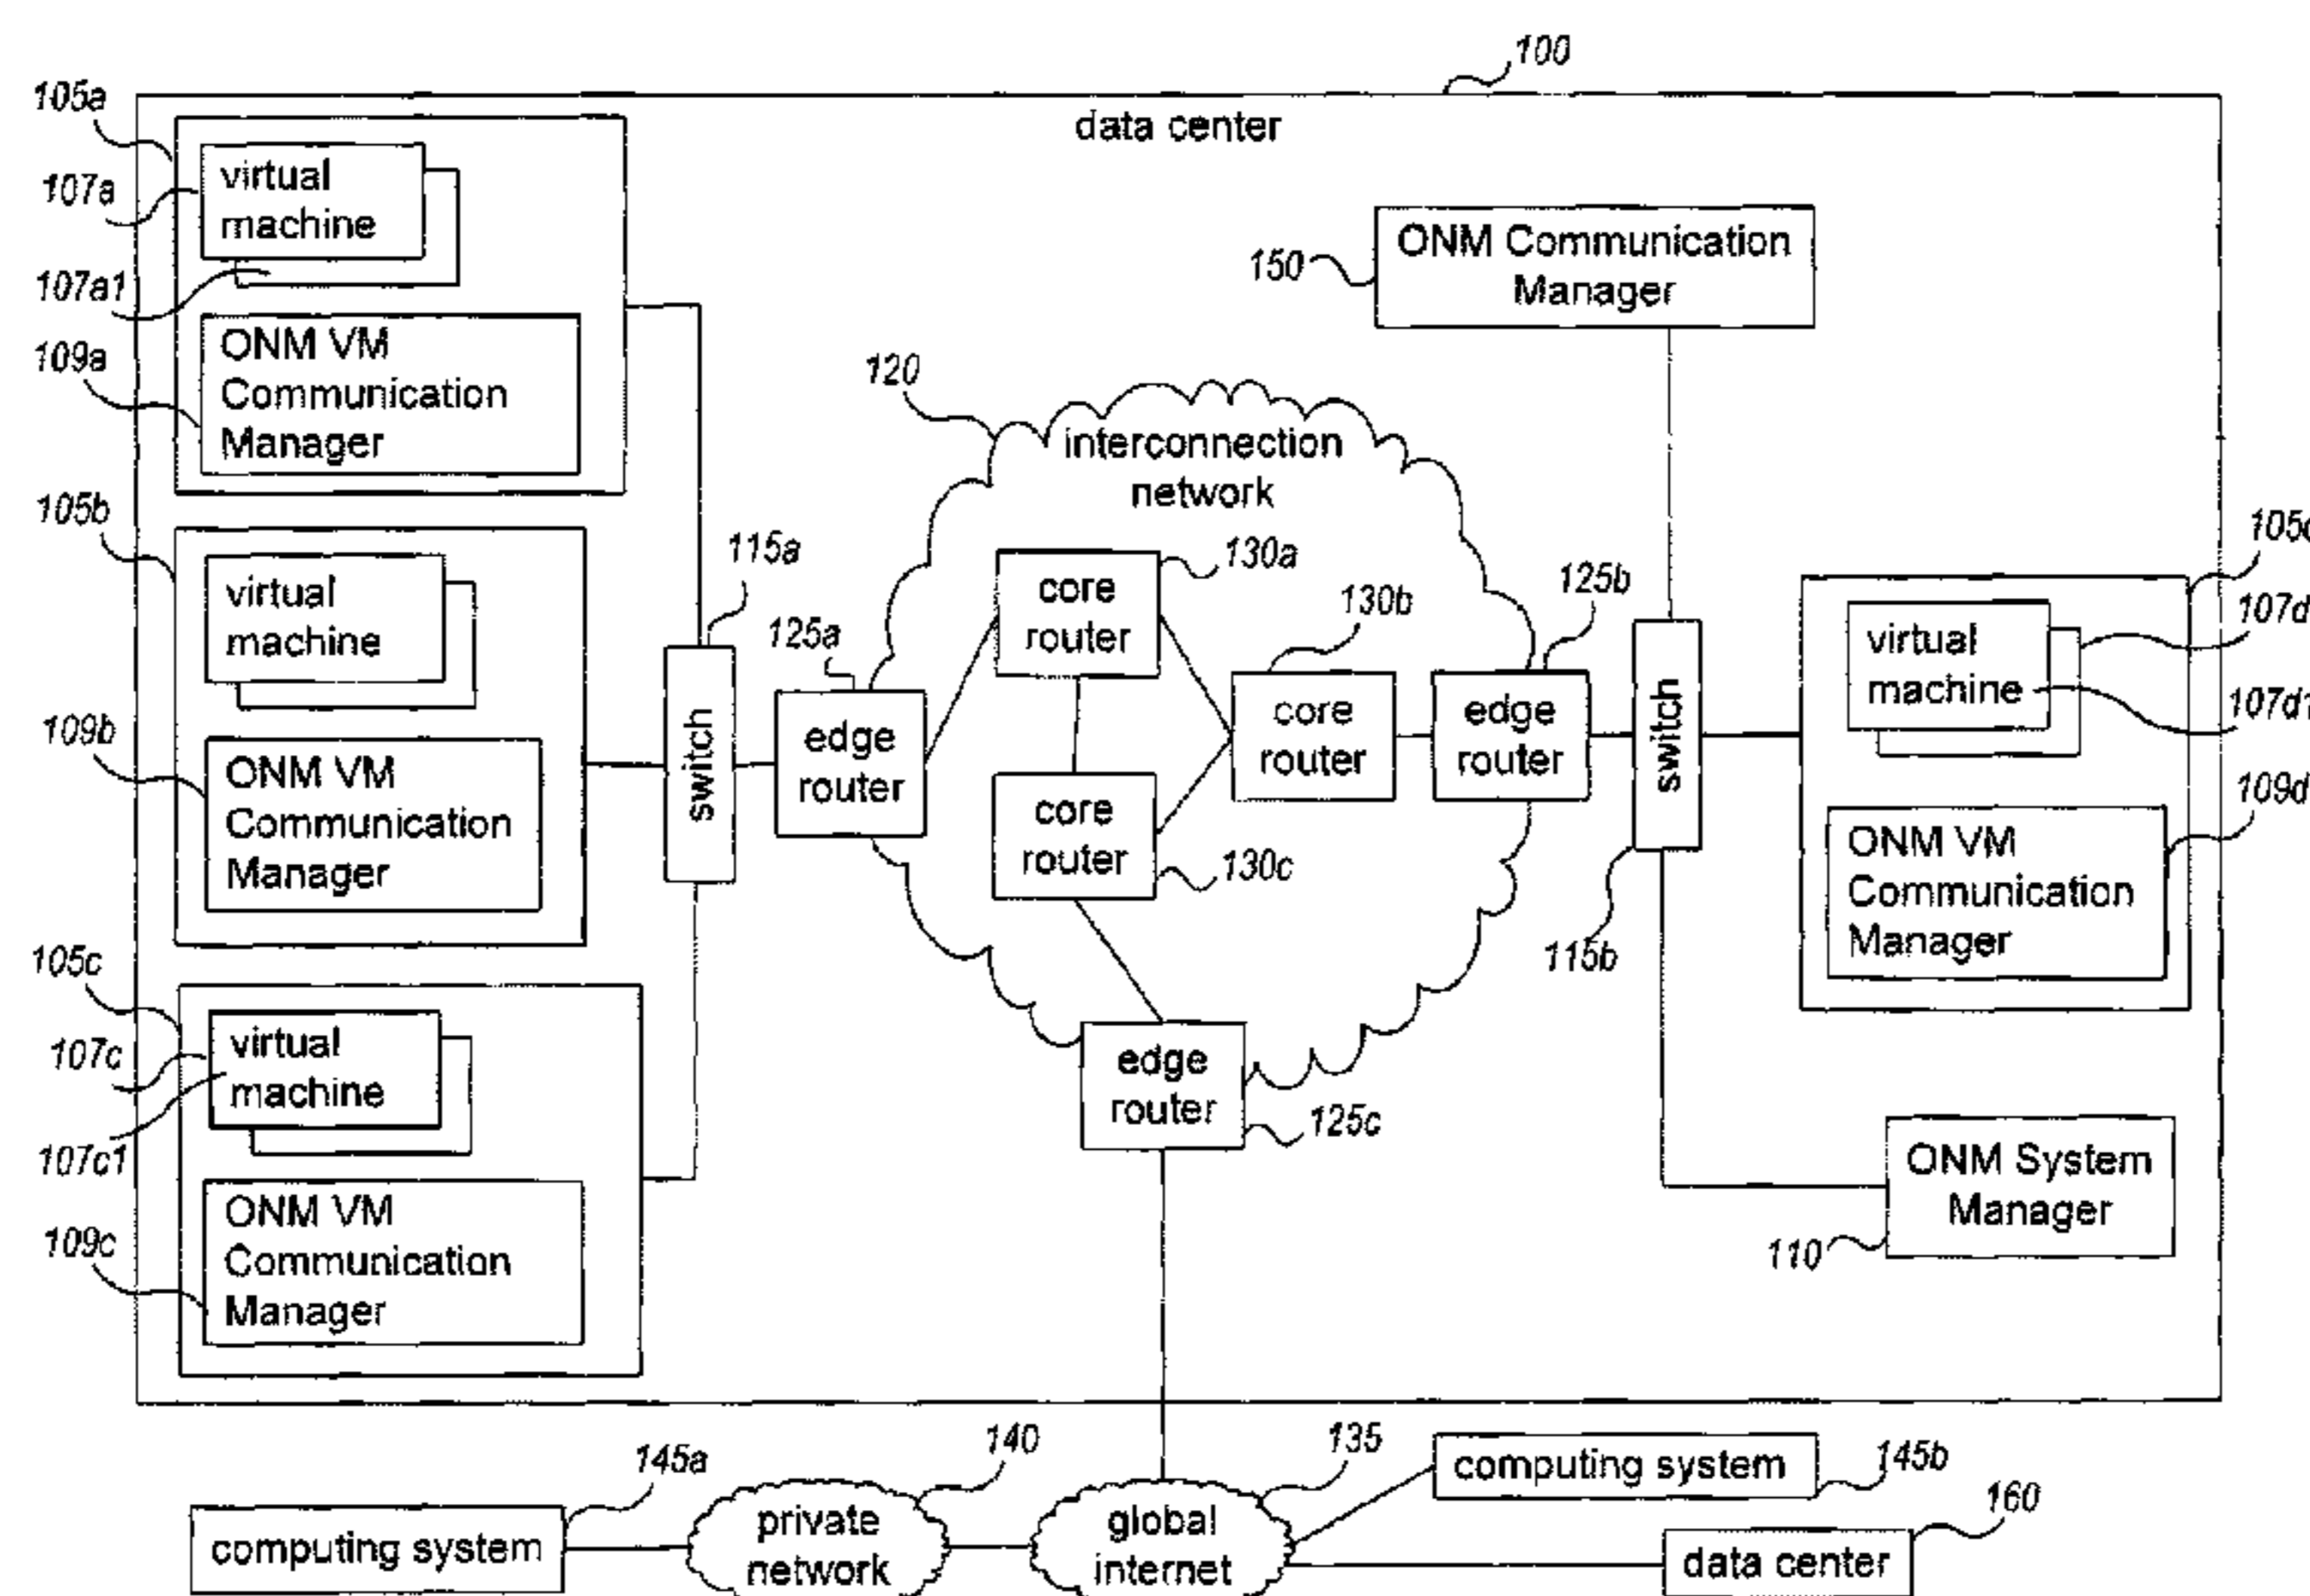 100
data center
105a
virtual
machine
107a
107a1
ONM VM
Communication
Manager
109a
105b
virtual
machine
ONM VM
Communication
Manager
109b
105c
virtual
machine
107c
107c1
ONM VM
Communication
Manager
109c
115a
switch
125a
edge
router
120
interconnection
network
core
router
130a
core
router
130b
core
router
130c
edge
router
125b
edge
router
125c
ONM Communication
Manager
150
switch
115b
virtual
machine
107d
107d1
ONM VM
Communication
Manager
109d
ONM System
Manager
110
computing system
145a
private
network
140
global
internet
135
computing system
145b
data center
160